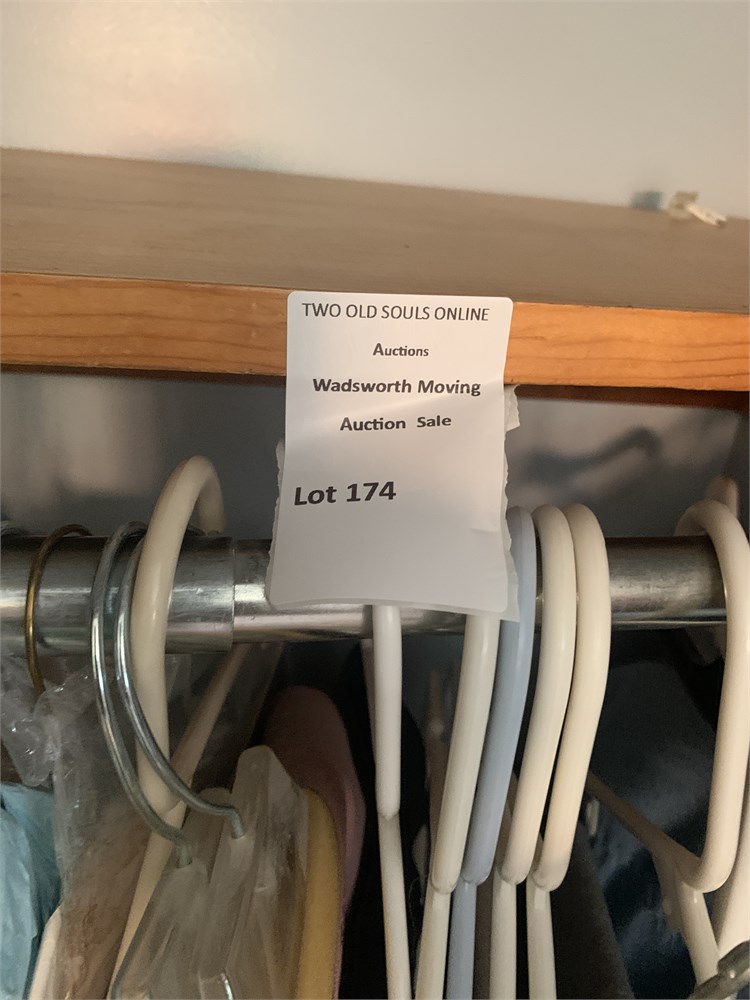 TWO OLD SOULS ONLINE
Auctions
Wadsworth Moving
Auction Sale
Lot 174